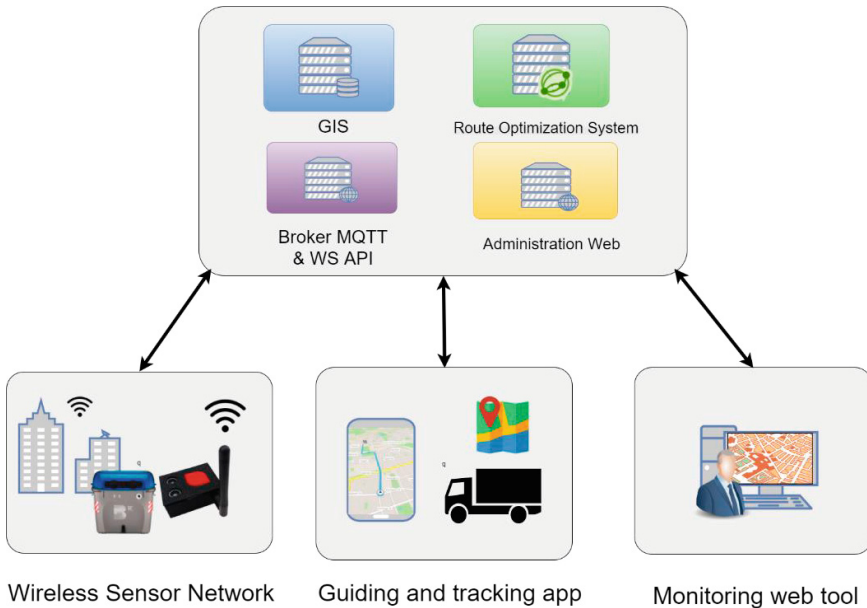 GIS
Route Optimization System
Broker MQTT
& WS API
Administration Web
q
q
B
Wireless Sensor Network
Guiding and tracking app
Monitoring web tool